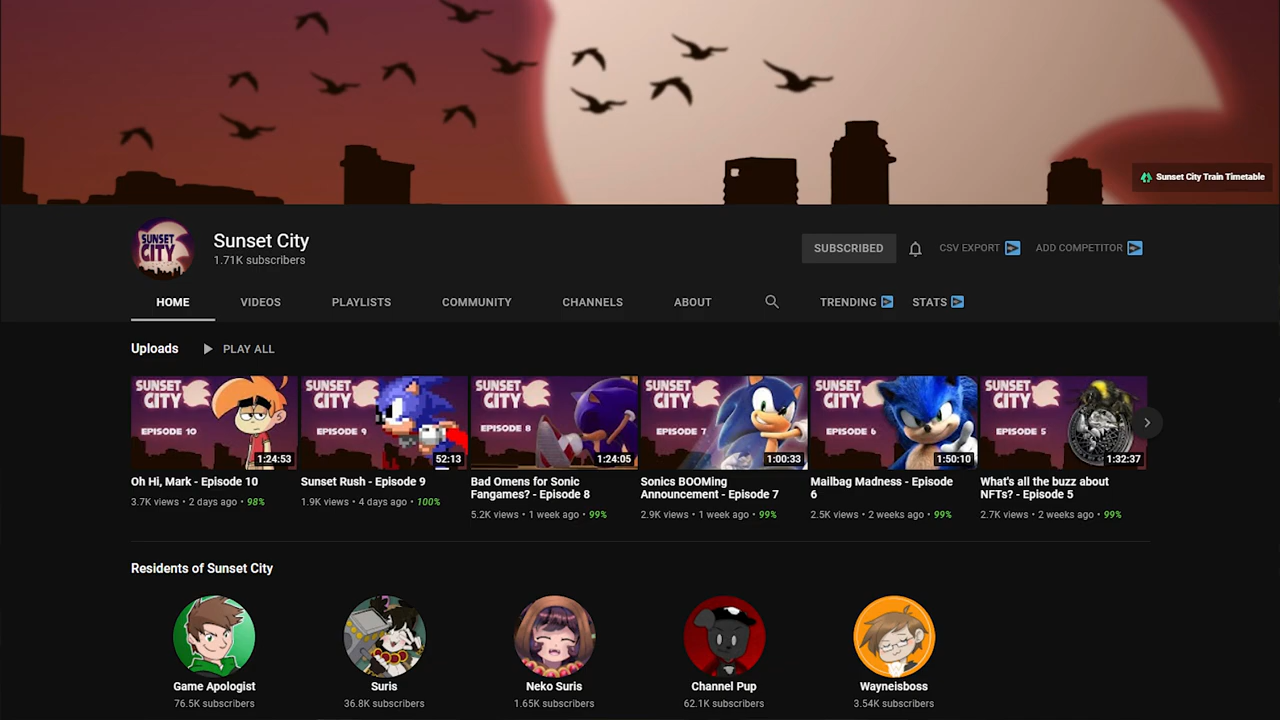 Sunset City Train Timetable
SUNSET
CITY
Sunset City
1.71K subscribers
SUBSCRIBED
CSV EXPORT
ADD COMPETITOR
HOME
VIDEOS
PLAYLISTS
COMMUNITY
CHANNELS
ABOUT
TRENDING
STATS
Uploads
PLAY ALL
SUNSET
CITY
EPISODE 10
1:24:53
SUNSET
CITY
EPISODE 9
52:13
SUNSET
CITY
EPISODE 8
1:24:05
SUNSET
CITY
EPISODE 7
1:00:33
SUNSET
CITY
EPISODE 6
1:50:10
SUNSET
CITY
EPISODE 5
1:32:37
Oh Hi, Mark - Episode 10
3.7K views • 2 days ago • 98%
Sunset Rush - Episode 9
1.9K views • 4 days ago • 100%
Bad Omens for Sonic
Fangames? - Episode 8
5.2K views • 1 week ago • 99%
Sonics BOOMing
Announcement - Episode 7
2.9K views • 1 week ago • 99%
Mailbag Madness - Episode
6
2.5K views • 2 weeks ago • 99%
What's all the buzz about
NFTs? - Episode 5
2.7K views • 2 weeks ago • 99%
Residents of Sunset City
Game Apologist
76.5K subscribers
Suris
36.8K subscribers
Neko Suris
1.65K subscribers
Channel Pup
62.1K subscribers
Wayneisboss
3.54K subscribers